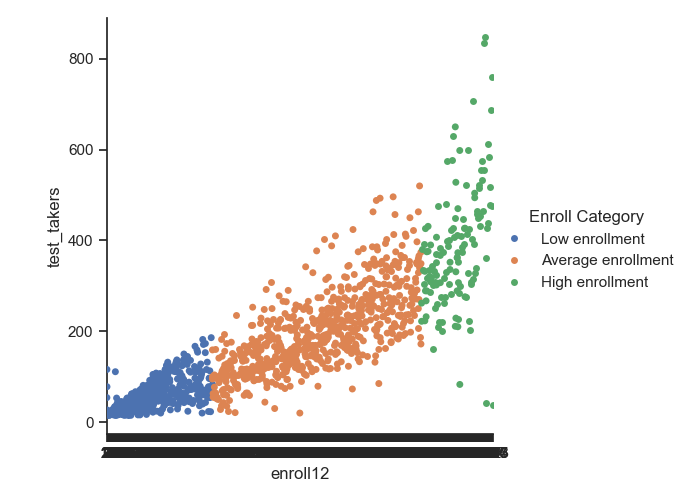 800
600
400
200
0
test_takers
enroll12
Enroll Category
Low enrollment
Average enrollment
High enrollment